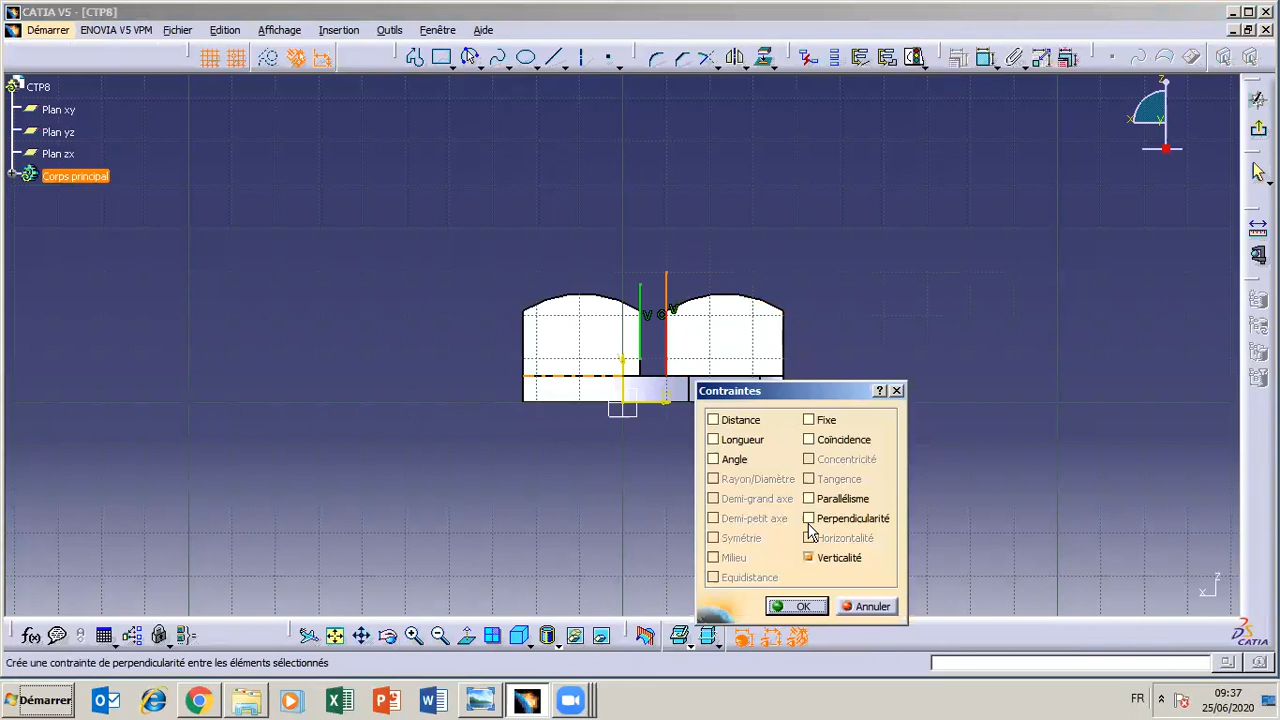 CATIA V5 - [CTP8]
Démarrer ENOVIA V5 VPM Fichier Edition Affichage Insertion Outils Fenêtre Aide
CTP8
Plan xy
Plan yz
Plan zx
Corps principal
z
x
y
V
V
Contraintes
Distance Fixe
Longueur Coïncidence
Angle Concentricité
Rayon/Diamètre Tangence
Demi-grand axe Parallélisme
Demi-petit axe Perpendicularité
Symétrie Horizontalité
Milieu Verticalité
Equidistance
OK Annuler
z
x
f(x)
CATIA
Crée une contrainte de perpendicularité entre les éléments sélectionnés
Démarrer FR 09:37
25/06/2020